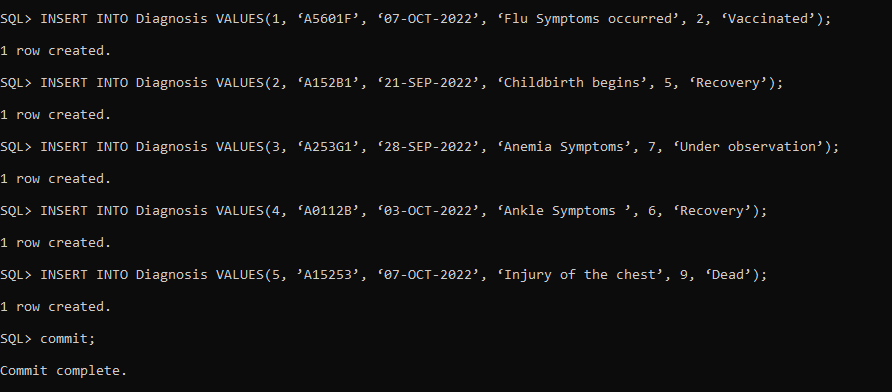 SQL> INSERT INTO Diagnosis VALUES(1, ‘A5601F’, ‘07-OCT-2022’, ‘Flu Symptoms occurred’, 2, ‘Vaccinated’);
1 row created.
SQL> INSERT INTO Diagnosis VALUES(2, ‘A152B1’, ‘21-SEP-2022’, ‘Childbirth begins’, 5, ‘Recovery’);
1 row created.
SQL> INSERT INTO Diagnosis VALUES(3, ‘A253G1’, ‘28-SEP-2022’, ‘Anemia Symptoms’, 7, ‘Under observation’);
1 row created.
SQL> INSERT INTO Diagnosis VALUES(4, ‘A0112B’, ‘03-OCT-2022’, ‘Ankle Symptoms ’, 6, ‘Recovery’);
1 row created.
SQL> INSERT INTO Diagnosis VALUES(5, ’A15253’, ‘07-OCT-2022’, ‘Injury of the chest’, 9, ‘Dead’);
1 row created.
SQL> commit;
Commit complete.